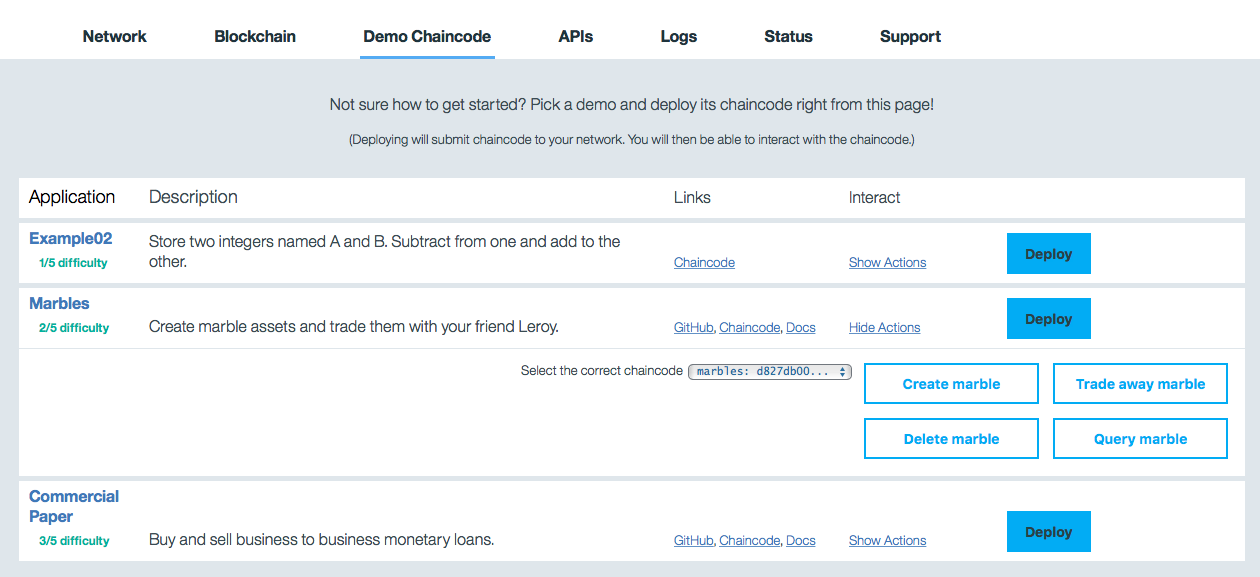 Network Blockchain Demo Chaincode APIs Logs Status Support
Not sure how to get started? Pick a demo and deploy its chaincode right from this page!
(Deploying will submit chaincode to your network. You will then be able to interact with the chaincode.)
Application Description Links Interact
Example02
1/5 difficulty
Store two integers named A and B. Subtract from one and add to the
other.
Chaincode
Show Actions
Deploy
Marbles
2/5 difficulty
Create marble assets and trade them with your friend Leroy.
GitHub, Chaincode, Docs
Hide Actions
Deploy
Select the correct chaincode marbles: d827db00...
Create marble Trade away marble
Delete marble Query marble
Commercial
Paper
3/5 difficulty
Buy and sell business to business monetary loans.
GitHub, Chaincode, Docs
Show Actions
Deploy